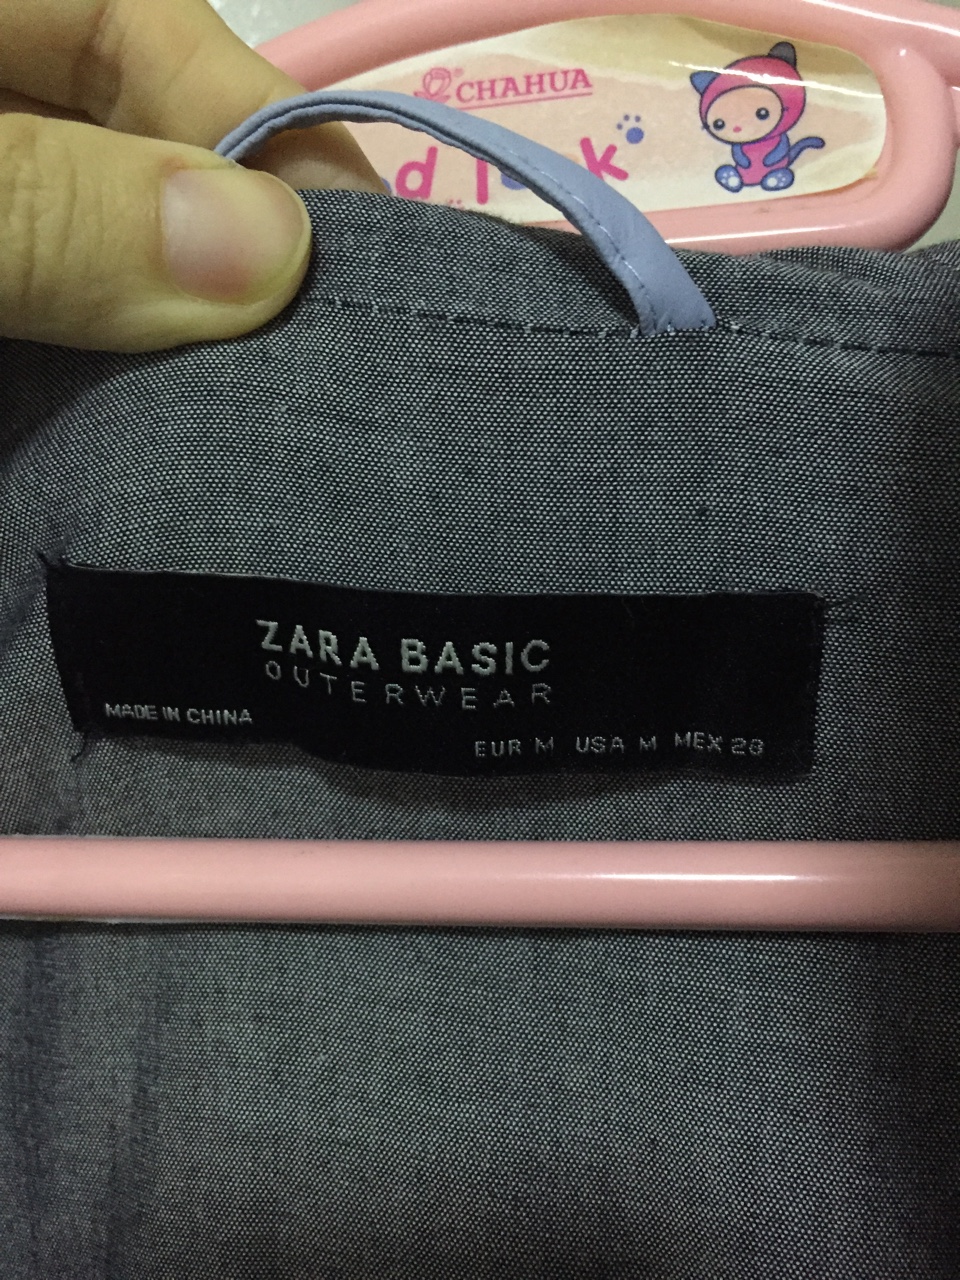 ® CHAHUA
ZARA BASIC
OUTERWEAR
MADE IN CHINA
EUR M USA M MEX 28